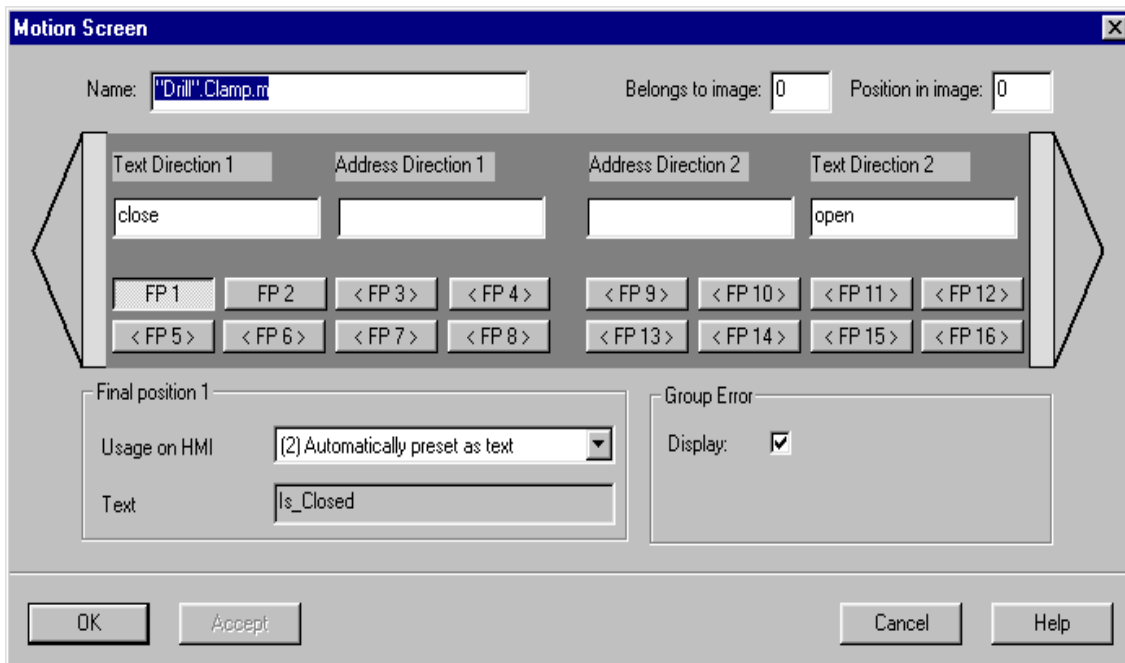 Motion Screen
Name: "Drill".Clamp.m Belongs to image: 0 Position in image: 0
Text Direction 1 Address Direction 1 Address Direction 2 Text Direction 2
close open
FP 1 FP 2 < FP 3 > < FP 4 > < FP 9 > < FP 10 > < FP 11 > < FP 12 >
< FP 5 > < FP 6 > < FP 7 > < FP 8 > < FP 13 > < FP 14 > < FP 15 > < FP 16 >
Final position 1 Group Error
Usage on HMI (2) Automatically preset as text Display:
Text Is_Closed
OK Accept Cancel Help